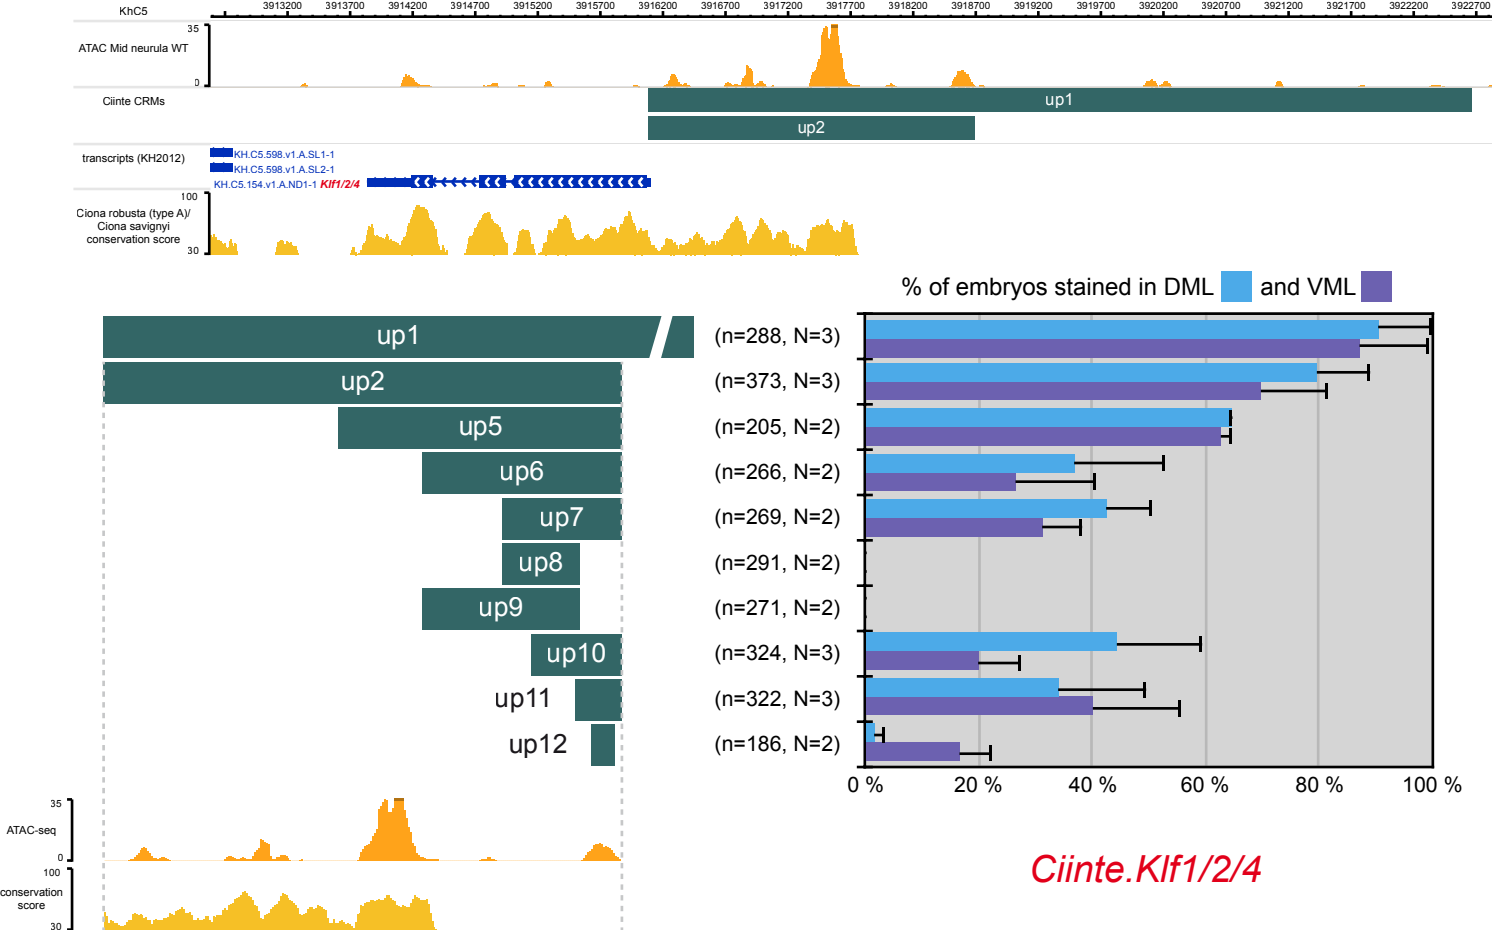 KhC5
3913200 3913700 3914200 3914700 3915200 3915700 3916200 3916700 3917200 3917700 3918200 3918700 3919200 3919700 3920200 3920700 3921200 3921700 3922200 3922700
35
ATAC Mid neurula WT
0
Ciinte CRMs
up1
up2
transcripts (KH2012)
KH.C5.598.v1.A.SL1-1
KH.C5.598.v1.A.SL2-1
KH.C5.154.v1.A.ND1-1 Klf1/2/4
100
Ciona robusta (type A)/
Ciona savignyi
conservation score
30
% of embryos stained in DML and VML
up1 (n=288, N=3)
up2 (n=373, N=3)
up5 (n=205, N=2)
up6 (n=266, N=2)
up7 (n=269, N=2)
up8 (n=291, N=2)
up9 (n=271, N=2)
up10 (n=324, N=3)
up11 (n=322, N=3)
up12 (n=186, N=2)
0 % 20 % 40 % 60 % 80 % 100 %
35
ATAC-seq
0
100
conservation
score
30
Ciinte.Klf1/2/4